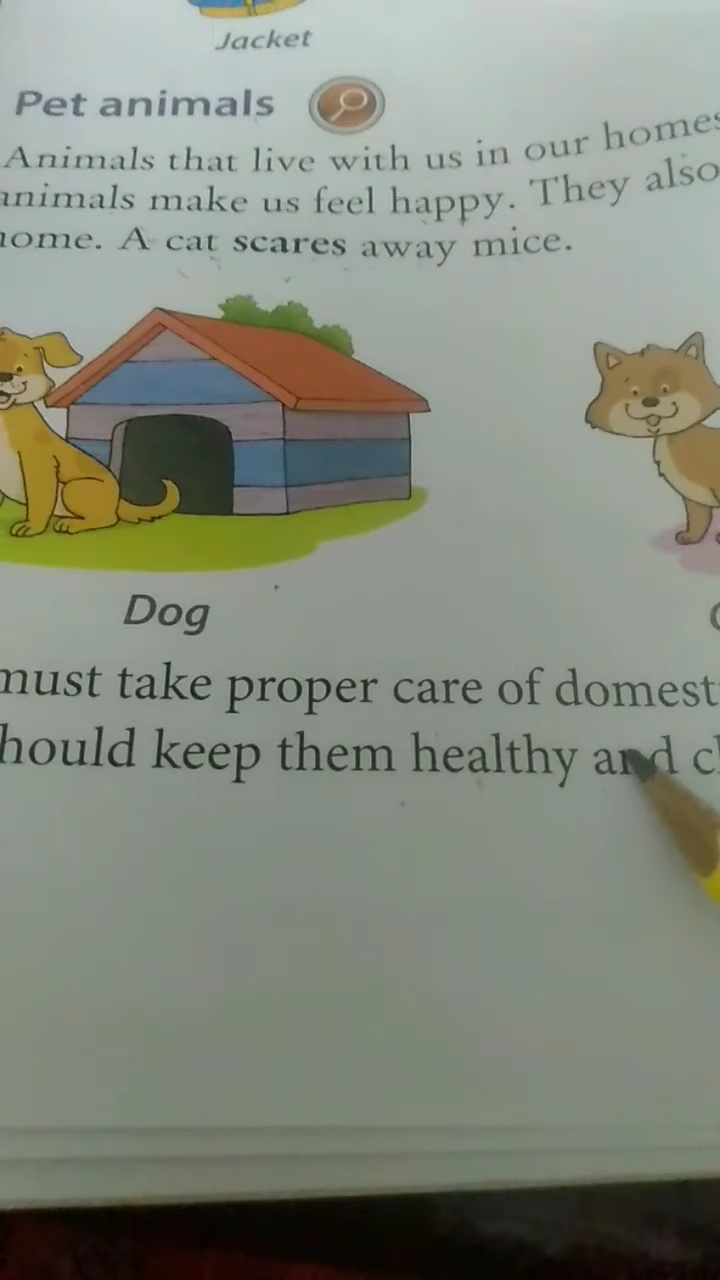 Jacket
Pet animals
Animals that live with us in our homes
animals make us feel happy. They also
home. A cat scares away mice.
Dog
must take proper care of domest
hould keep them healthy and cl